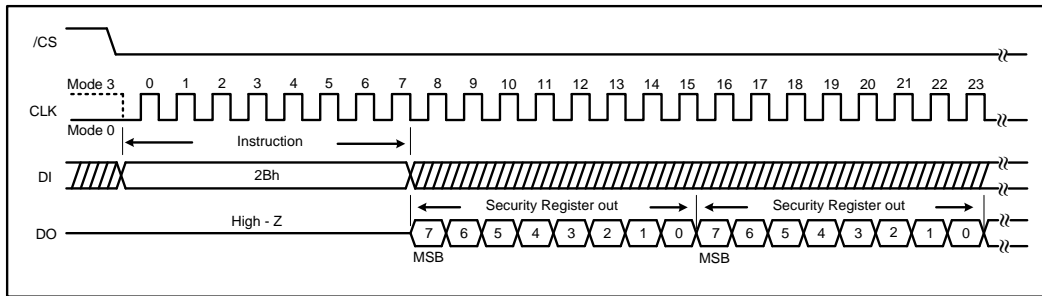 /CS
Mode 3 0 1 2 3 4 5 6 7 8 9 10 11 12 13 14 15 16 17 18 19 20 21 22 23
CLK
Mode 0
Instruction
DI 2Bh
Security Register out Security Register out
High - Z
DO 7 6 5 4 3 2 1 0 7 6 5 4 3 2 1 0
MSB MSB